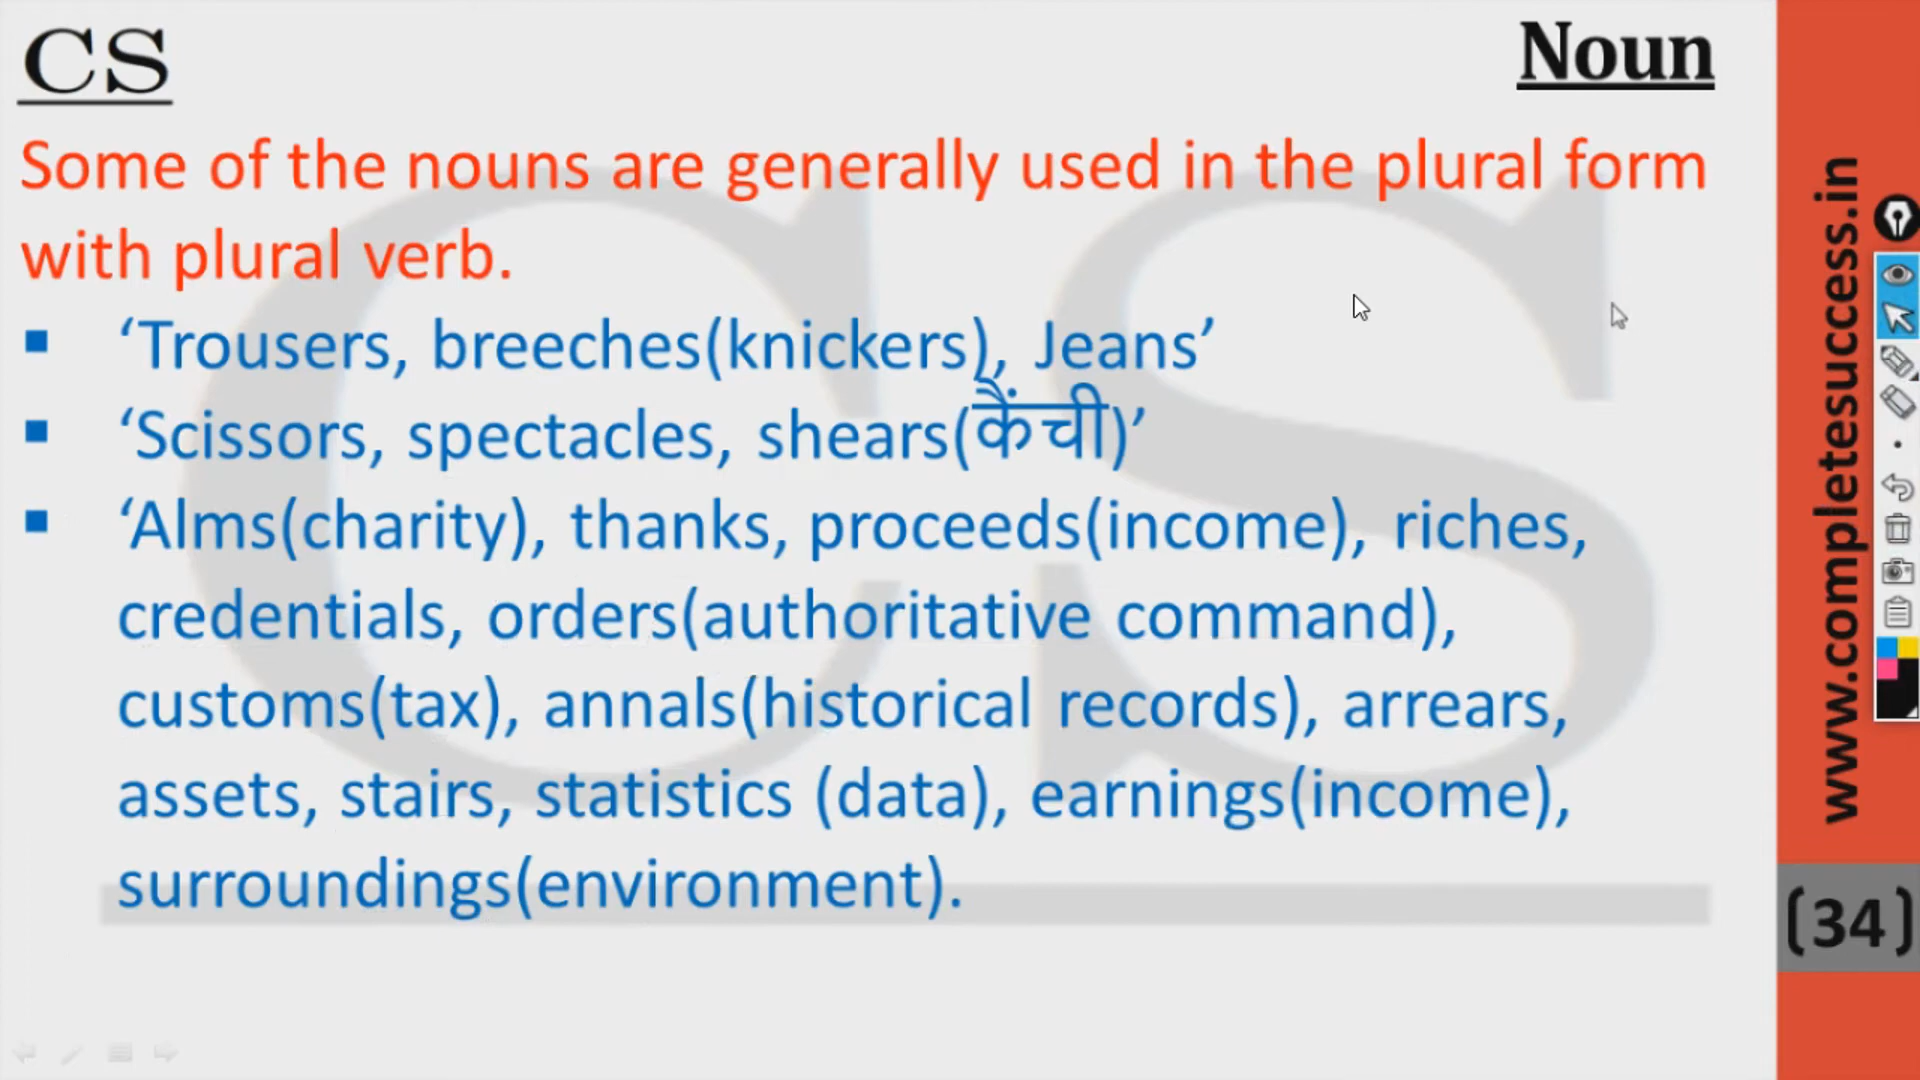 CS
Noun
Some of the nouns are generally used in the plural form
with plural verb.
▪ ‘Trousers, breeches(knickers), Jeans’
▪ ‘Scissors, spectacles, shears(कैंची)’
▪ ‘Alms(charity), thanks, proceeds(income), riches,
credentials, orders(authoritative command),
customs(tax), annals(historical records), arrears,
assets, stairs, statistics (data), earnings(income),
surroundings(environment).
www.completesuccess.in
(34)